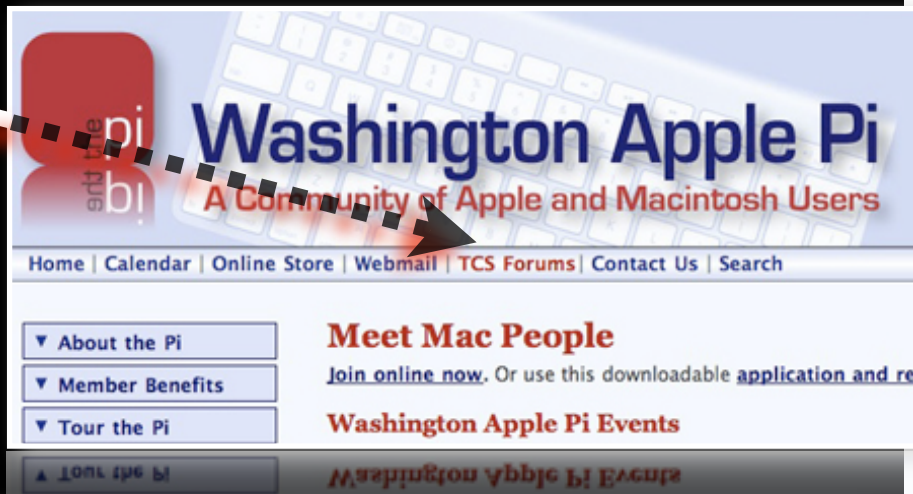 the pi
Washington Apple Pi
A Community of Apple and Macintosh Users
Home | Calendar | Online Store | Webmail | TCS Forums | Contact Us | Search
▼ About the Pi
▼ Member Benefits
▼ Tour the Pi
Meet Mac People
Join online now. Or use this downloadable application and re
Washington Apple Pi Events